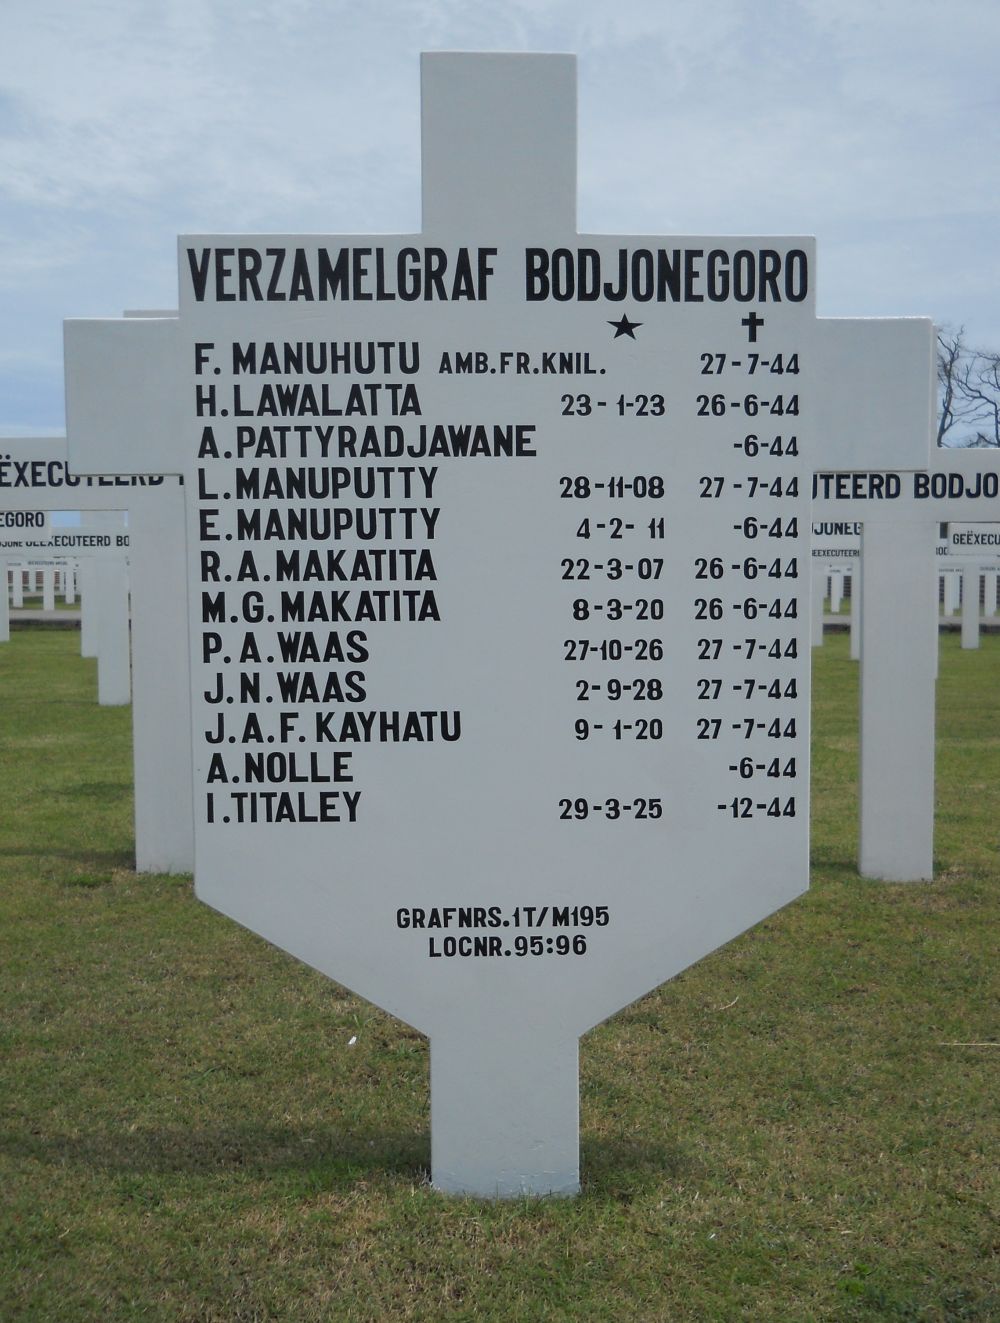 VERZAMELGRAF BODJONEGORO
★ ✝
F. MANUHUTU AMB.FR.KNIL. 27-7-44
H. LAWALATTA 23-1-23 26-6-44
A. PATTYRADJAWANE -6-44
L. MANUPUTTY 28-11-08 27-7-44
E. MANUPUTTY 4-2-11 -6-44
R.A. MAKATITA 22-3-07 26-6-44
M.G. MAKATITA 8-3-20 26-6-44
P.A. WAAS 27-10-26 27-7-44
J.N. WAAS 2-9-28 27-7-44
J.A.F. KAYHATU 9-1-20 27-7-44
A. NOLLE -6-44
I. TITALEY 29-3-25 -12-44
GRAFNRS.1T/M195
LOCNR.95:96
GEËXECUTEERD